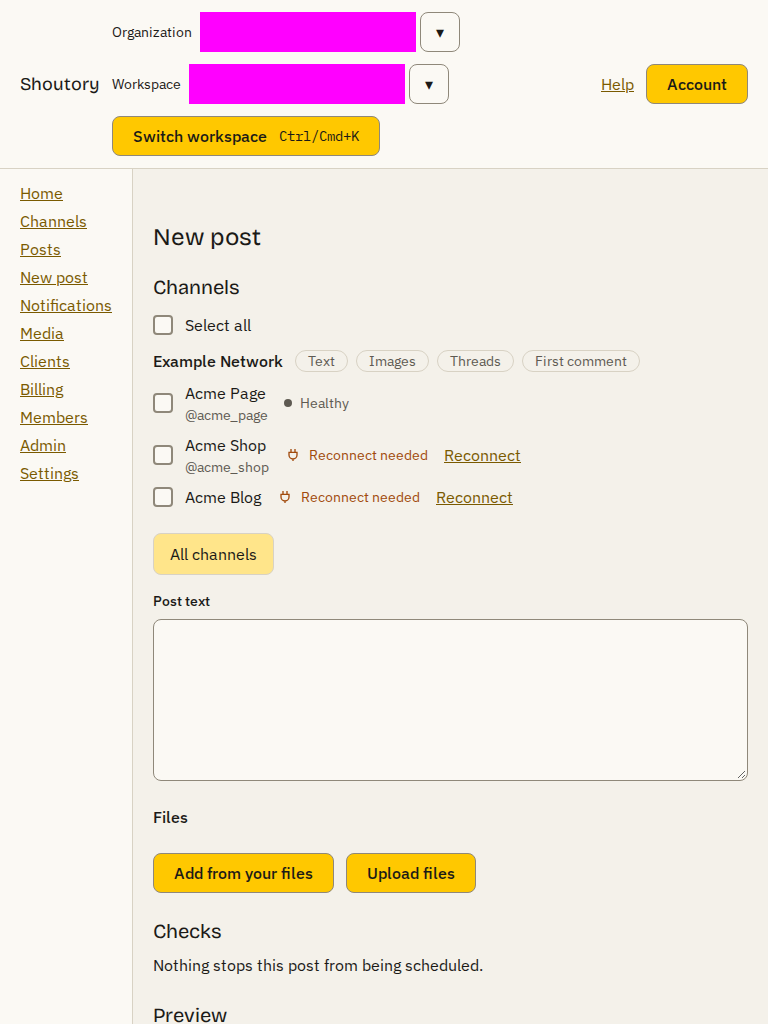 Organization
▼
Shoutory
Workspace
▼
Help
Account
Switch workspace Ctrl/Cmd+K
Home
Channels
Posts
New post
Notifications
Media
Clients
Billing
Members
Admin
Settings
New post
Channels
Select all
Example Network Text Images Threads First comment
Acme Page
@acme_page
Healthy
Acme Shop
@acme_shop
Reconnect needed Reconnect
Acme Blog Reconnect needed Reconnect
All channels
Post text
Files
Add from your files Upload files
Checks
Nothing stops this post from being scheduled.
Preview